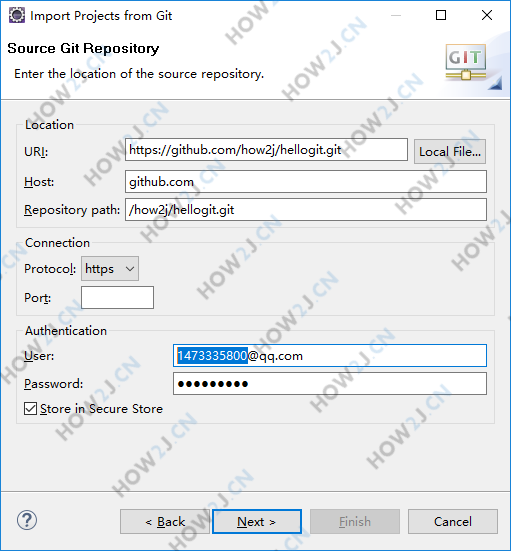 Import Projects from Git
Source Git Repository
Enter the location of the source repository.
GIT
Location
URI: https://github.com/how2j/hellogit.git Local File...
Host: github.com
Repository path: /how2j/hellogit.git
Connection
Protocol: https
Port:
Authentication
User: 1473335800@qq.com
Password: ●●●●●●●●●
Store in Secure Store
? < Back Next > Finish Cancel
HOW2J.CN